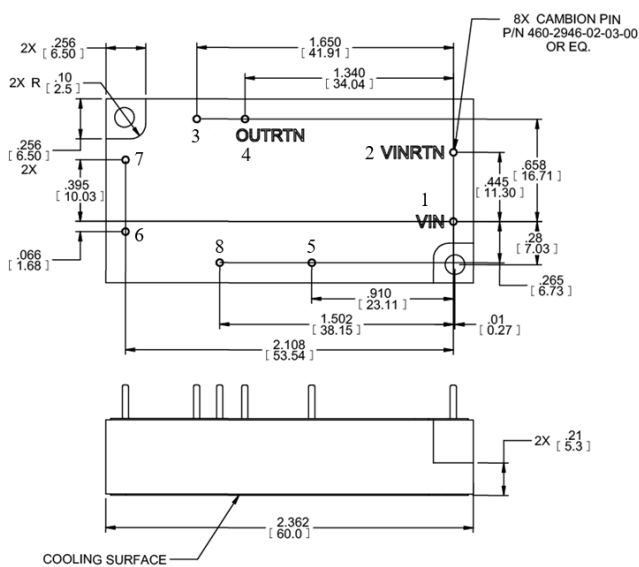 8X CAMBION PIN
P/N 460-2946-02-03-00
OR EQ.
2X .256
[ 6.50 ]
1.650
[ 41.91 ]
1.340
[ 34.04 ]
2X R .10
[ 2.5 ]
3
OUTRTN
4
.256
[ 6.50 ]
2X
7
2 VINRTN
.658
[ 16.71 ]
.445
[ 11.30 ]
.395
[ 10.03 ]
1
VIN
6
.28
[ 7.03 ]
.066
[ 1.68 ]
8
5
.265
[ 6.73 ]
.910
[ 23.11 ]
1.502
[ 38.15 ]
.01
[ 0.27 ]
2.108
[ 53.54 ]
2X .21
[ 5.3 ]
2.362
[ 60.0 ]
COOLING SURFACE